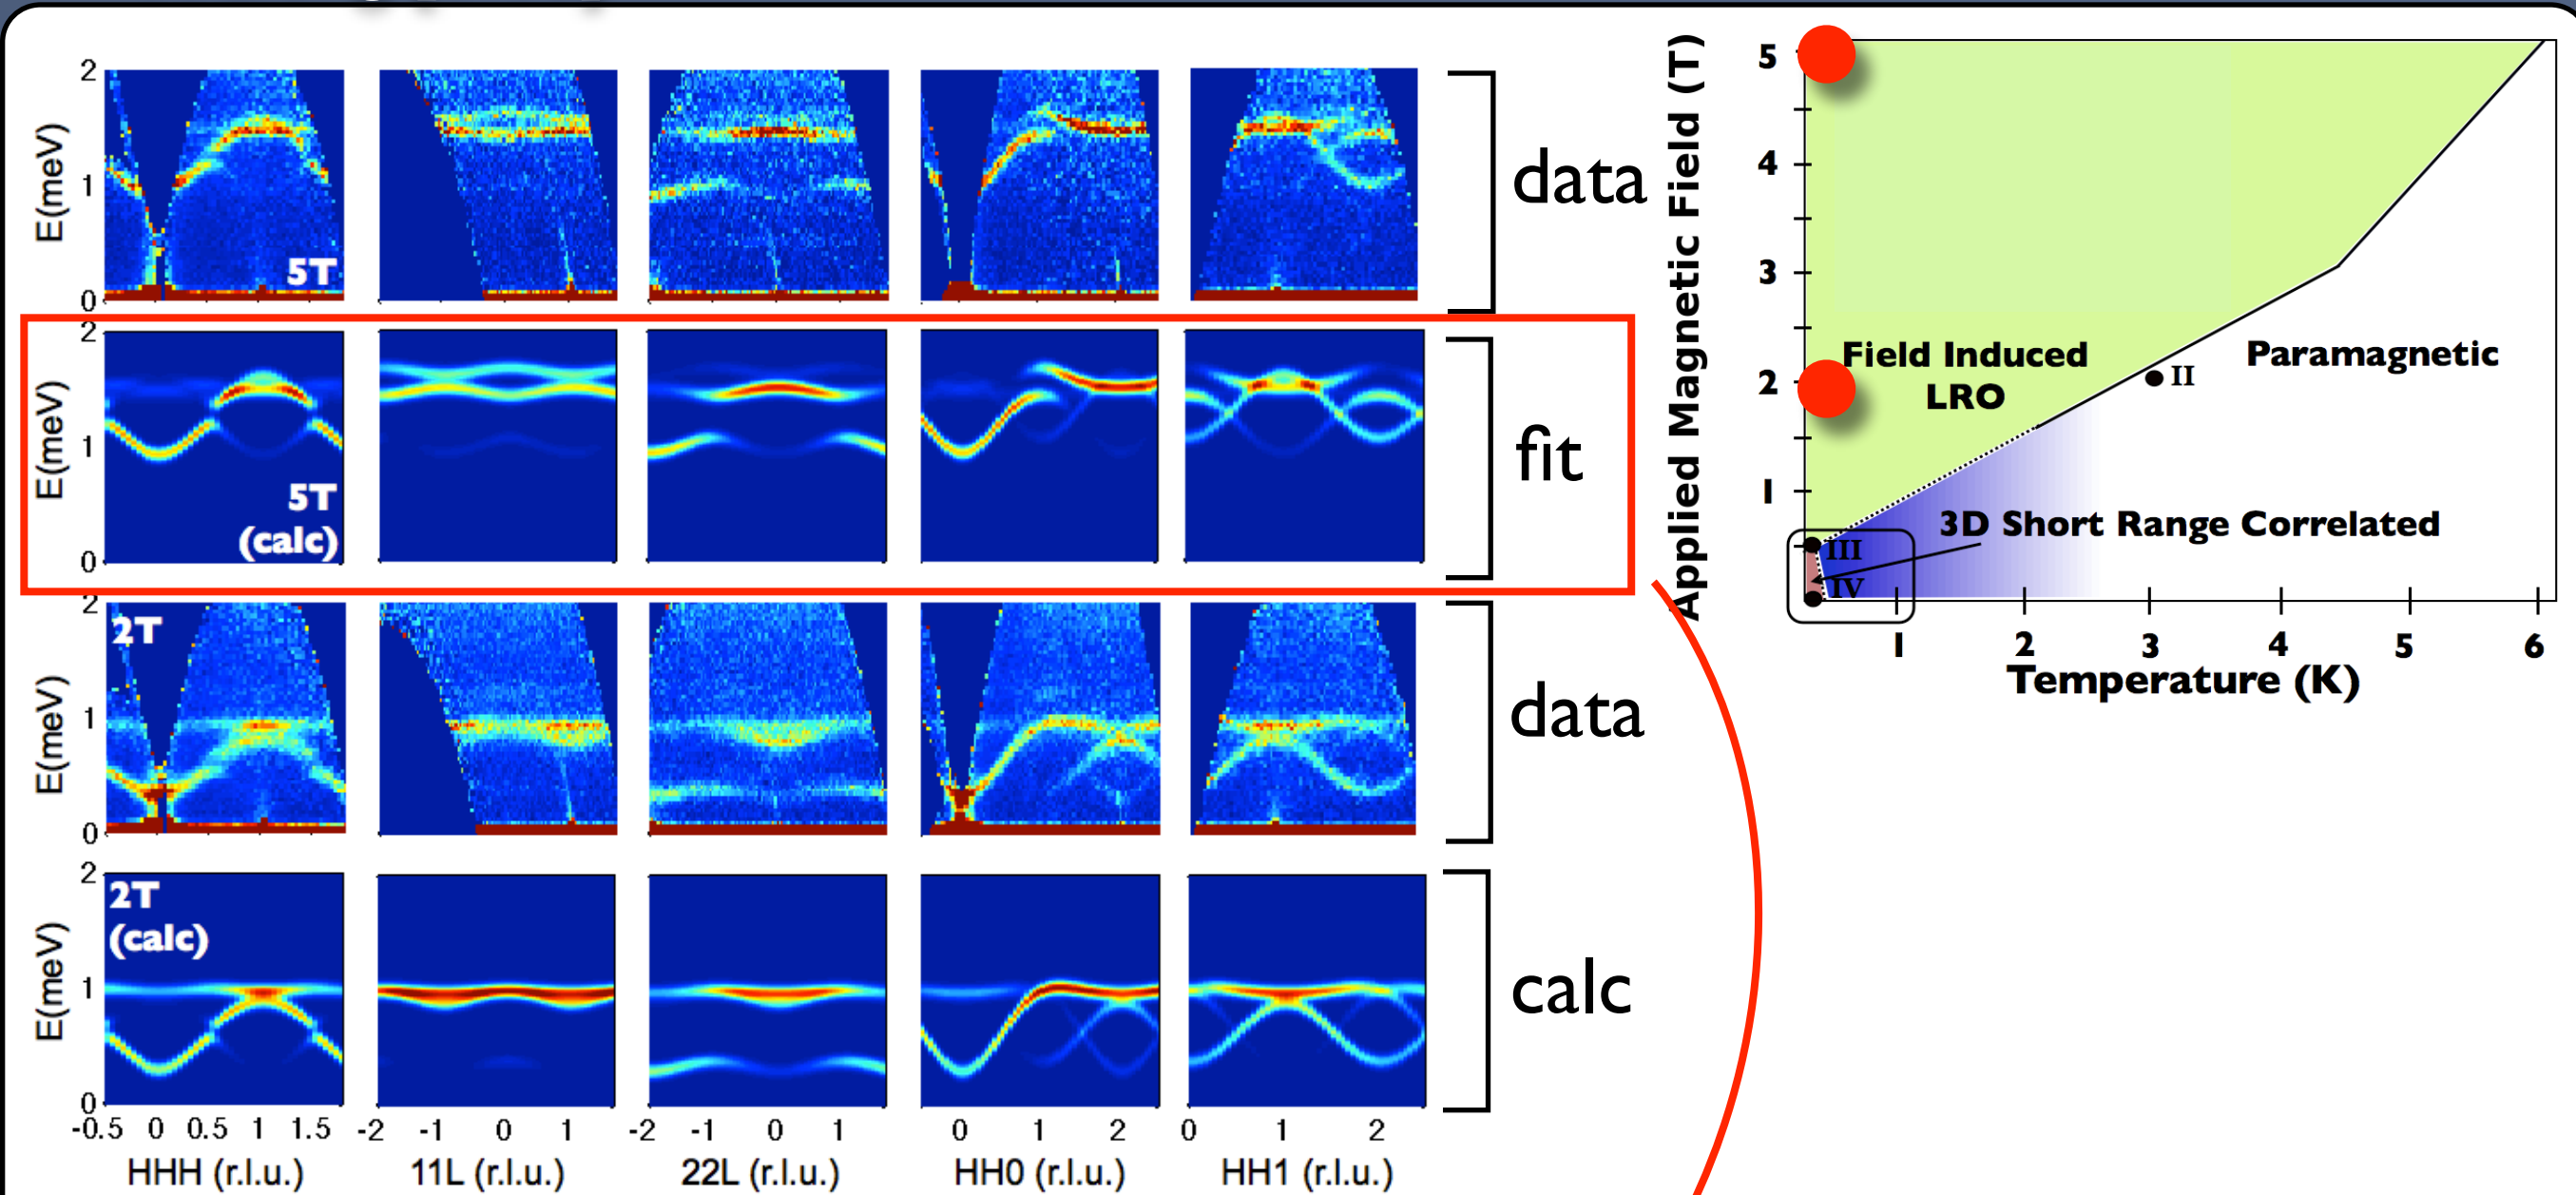 2
E(meV)
1
0
5T
data
2
E(meV)
1
0
5T
(calc)
fit
2
E(meV)
1
0
2T
data
2
E(meV)
1
0
2T
(calc)
calc
-0.5 0 0.5 1 1.5
-2 -1 0 1
-2 -1 0 1
0 1 2
0 1 2
HHH (r.l.u.)
11L (r.l.u.)
22L (r.l.u.)
HH0 (r.l.u.)
HH1 (r.l.u.)
Applied Magnetic Field (T)
5
4
3
2
1
Field Induced
LRO
Paramagnetic
II
3D Short Range Correlated
III
IV
1 2 3 4 5 6
Temperature (K)